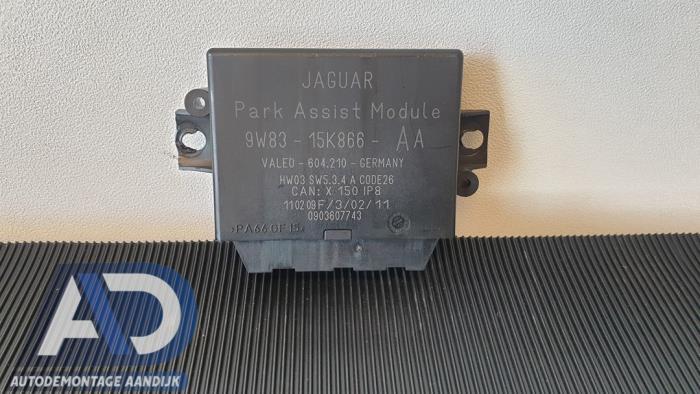 JAGUAR
Park Assist Module
9W83 - 15K866 - AA
VALEO - 604.210 - GERMANY
HW03 SW5.3.4 A CODE26
CAN: X 150 IP8
110209F/3/02/11
0903607743
>PA66GF15<
AD
AUTODEMONTAGE AANDIJK